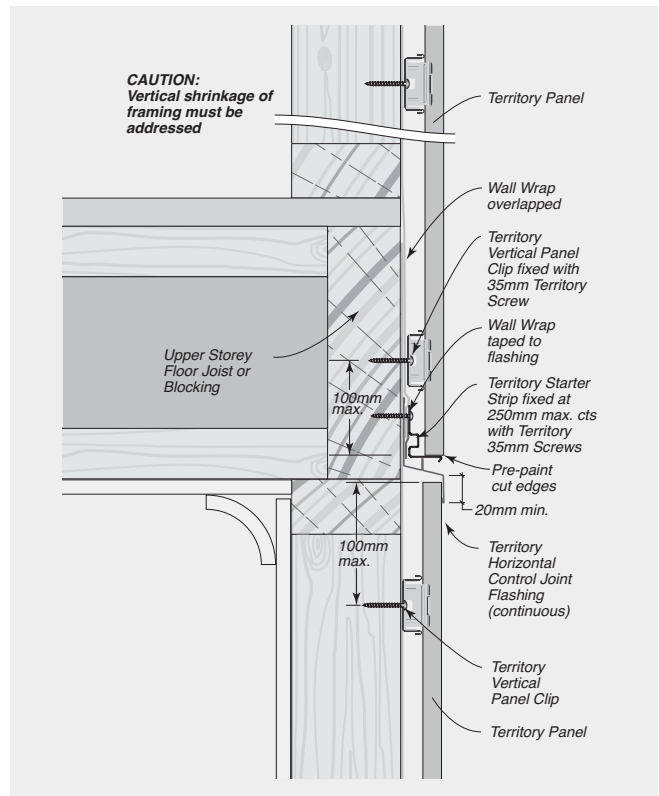 CAUTION:
Vertical shrinkage of
framing must be
addressed
Territory Panel
Wall Wrap
overlapped
Territory
Vertical Panel
Clip fixed with
35mm Territory
Screw
Wall Wrap
taped to
flashing
Upper Storey
Floor Joist or
Blocking
100mm
max.
Territory Starter
Strip fixed at
250mm max. cts
with Territory
35mm Screws
Pre-paint
cut edges
20mm min.
100mm
max.
Territory
Horizontal
Control Joint
Flashing
(continuous)
Territory
Vertical
Panel Clip
Territory Panel